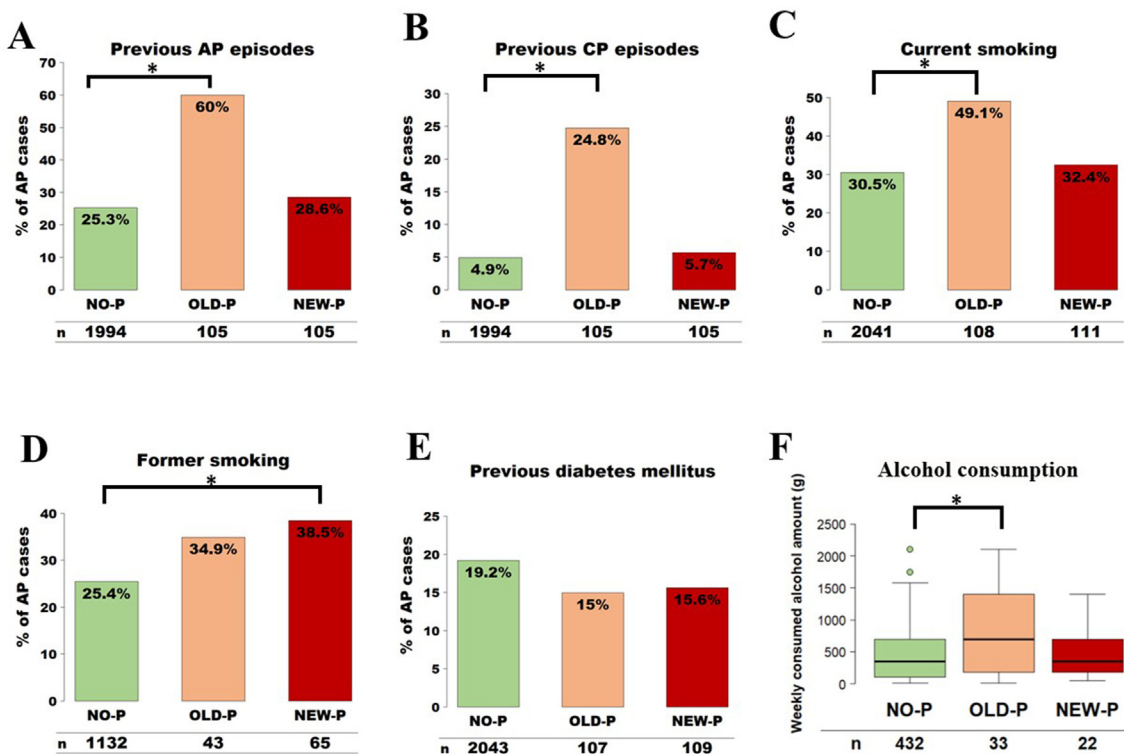 A
Previous AP episodes
% of AP cases
70
60
50
40
30
20
10
0
*
25.3%
60%
28.6%
NO-P OLD-P NEW-P
n 1994 105 105
B
Previous CP episodes
% of AP cases
30
25
20
15
10
5
0
*
4.9%
24.8%
5.7%
NO-P OLD-P NEW-P
n 1994 105 105
C
Current smoking
% of AP cases
50
40
30
20
10
0
*
30.5%
49.1%
32.4%
NO-P OLD-P NEW-P
n 2041 108 111
D
Former smoking
% of AP cases
40
30
20
10
0
*
25.4%
34.9%
38.5%
NO-P OLD-P NEW-P
n 1132 43 65
E
Previous diabetes mellitus
% of AP cases
25
20
15
10
5
0
19.2%
15%
15.6%
NO-P OLD-P NEW-P
n 2043 107 109
F
Alcohol consumption
Weekly consumed alcohol amount (g)
2500
2000
1500
1000
500
0
*
NO-P OLD-P NEW-P
n 432 33 22